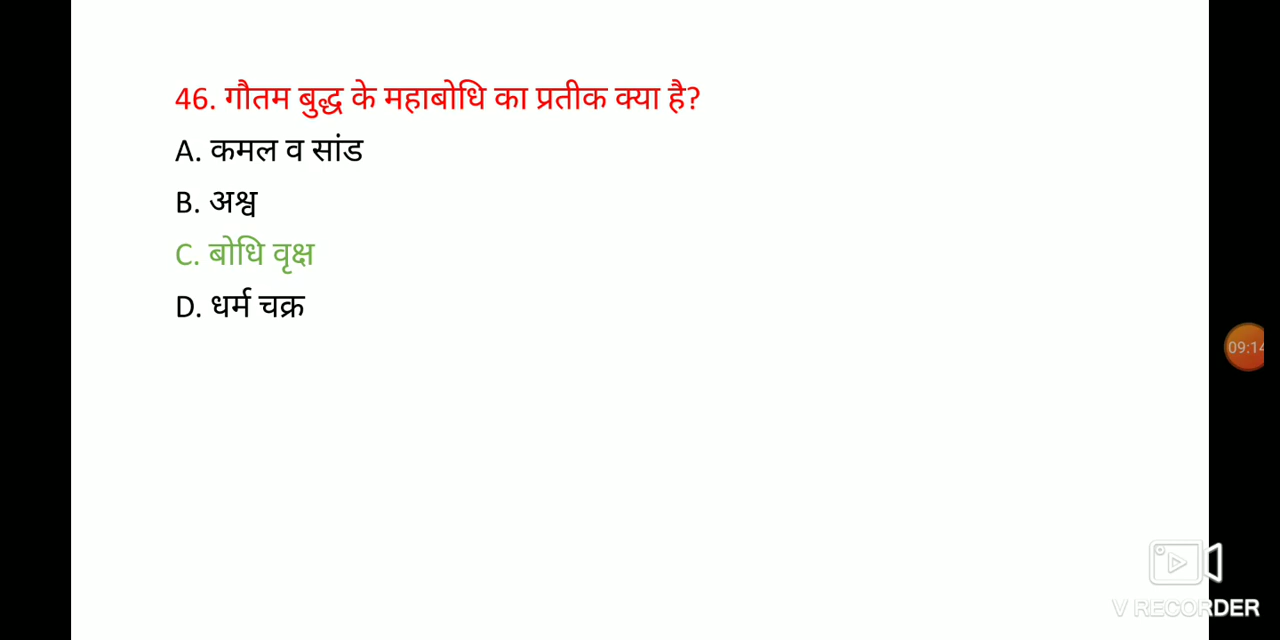 46. गौतम बुद्ध के महाबोधि का प्रतीक क्या है?
A. कमल व सांड
B. अश्व
C. बोधि वृक्ष
D. धर्म चक्र
09:14
V RECORDER